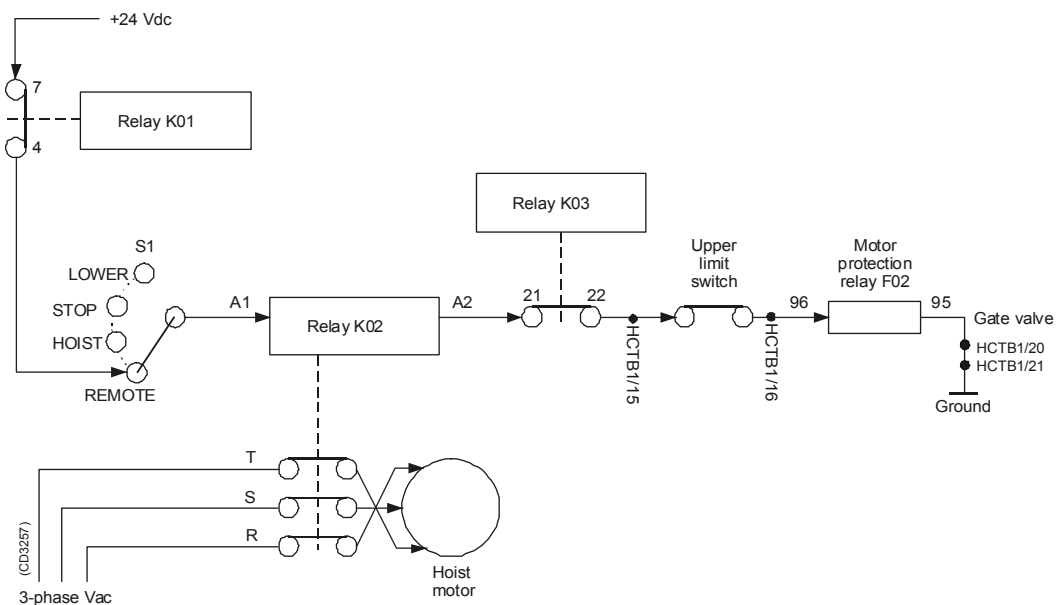 +24 Vdc
7
Relay K01
4
Relay K03
S1
LOWER
STOP
HOIST
REMOTE
A1
Relay K02
A2
21
22
HCTB1/15
Upper
limit
switch
HCTB1/16
96
Motor
protection
relay F02
95
Gate valve
HCTB1/20
HCTB1/21
Ground
T
S
R
(CD3257)
3-phase Vac
Hoist
motor